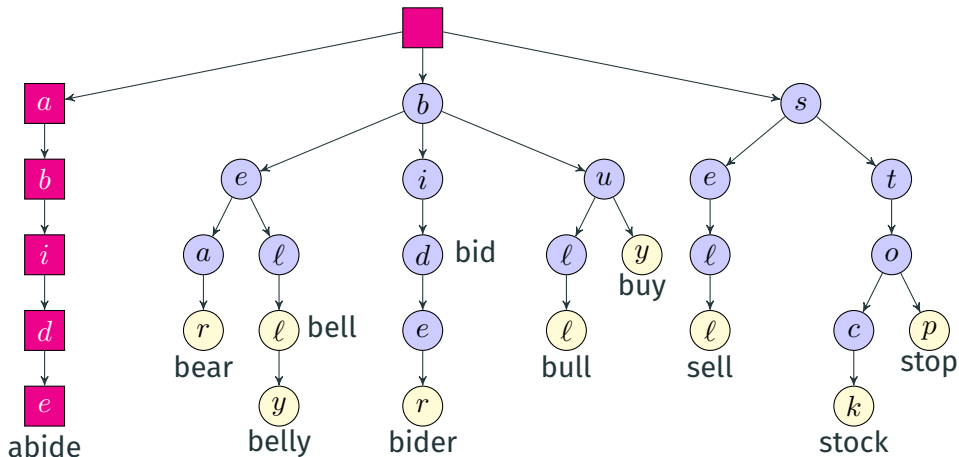 a b s
b e i u e t
i a ℓ d bid ℓ y ℓ o
buy
d r ℓ bell e ℓ ℓ c p
bear bull sell stop
e y r k
abide belly bider stock